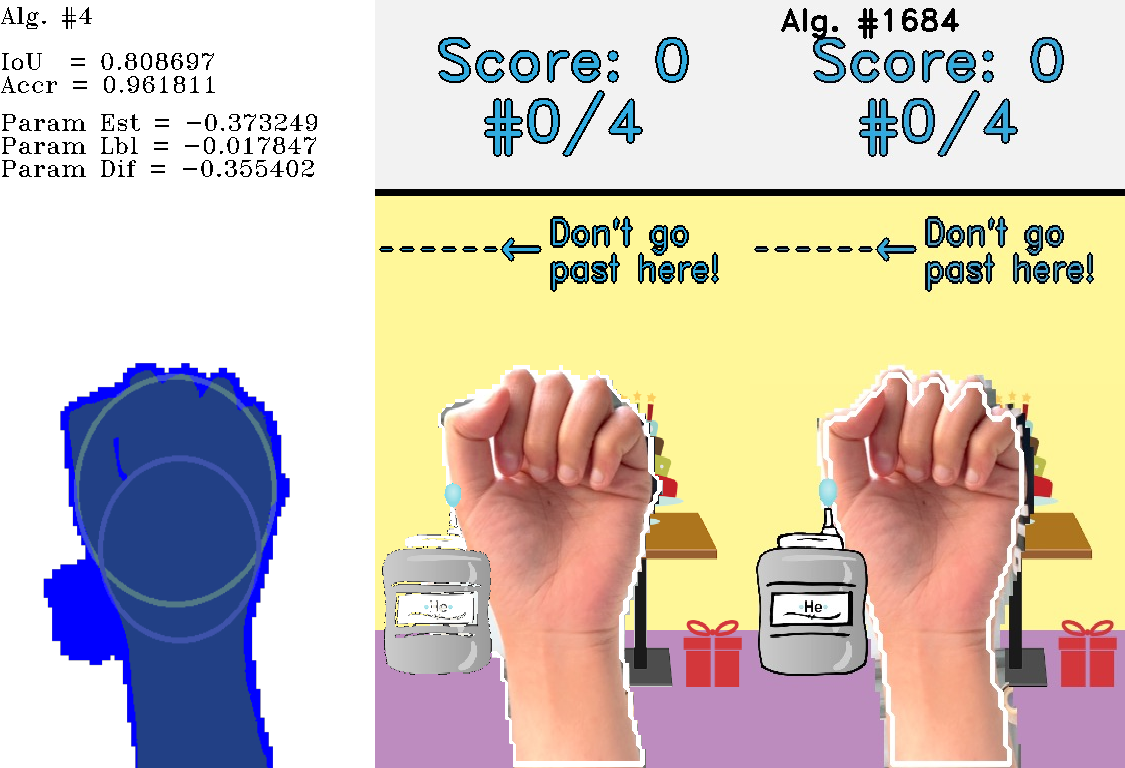 Alg. #4
IoU = 0.808697
Accr = 0.961811
Param Est = −0.373249
Param Lbl = −0.017847
Param Dif = −0.355402
Score: 0
#0/4
Don't go
past here!
He
Alg. #1684
Score: 0
#0/4
Don't go
past here!
He